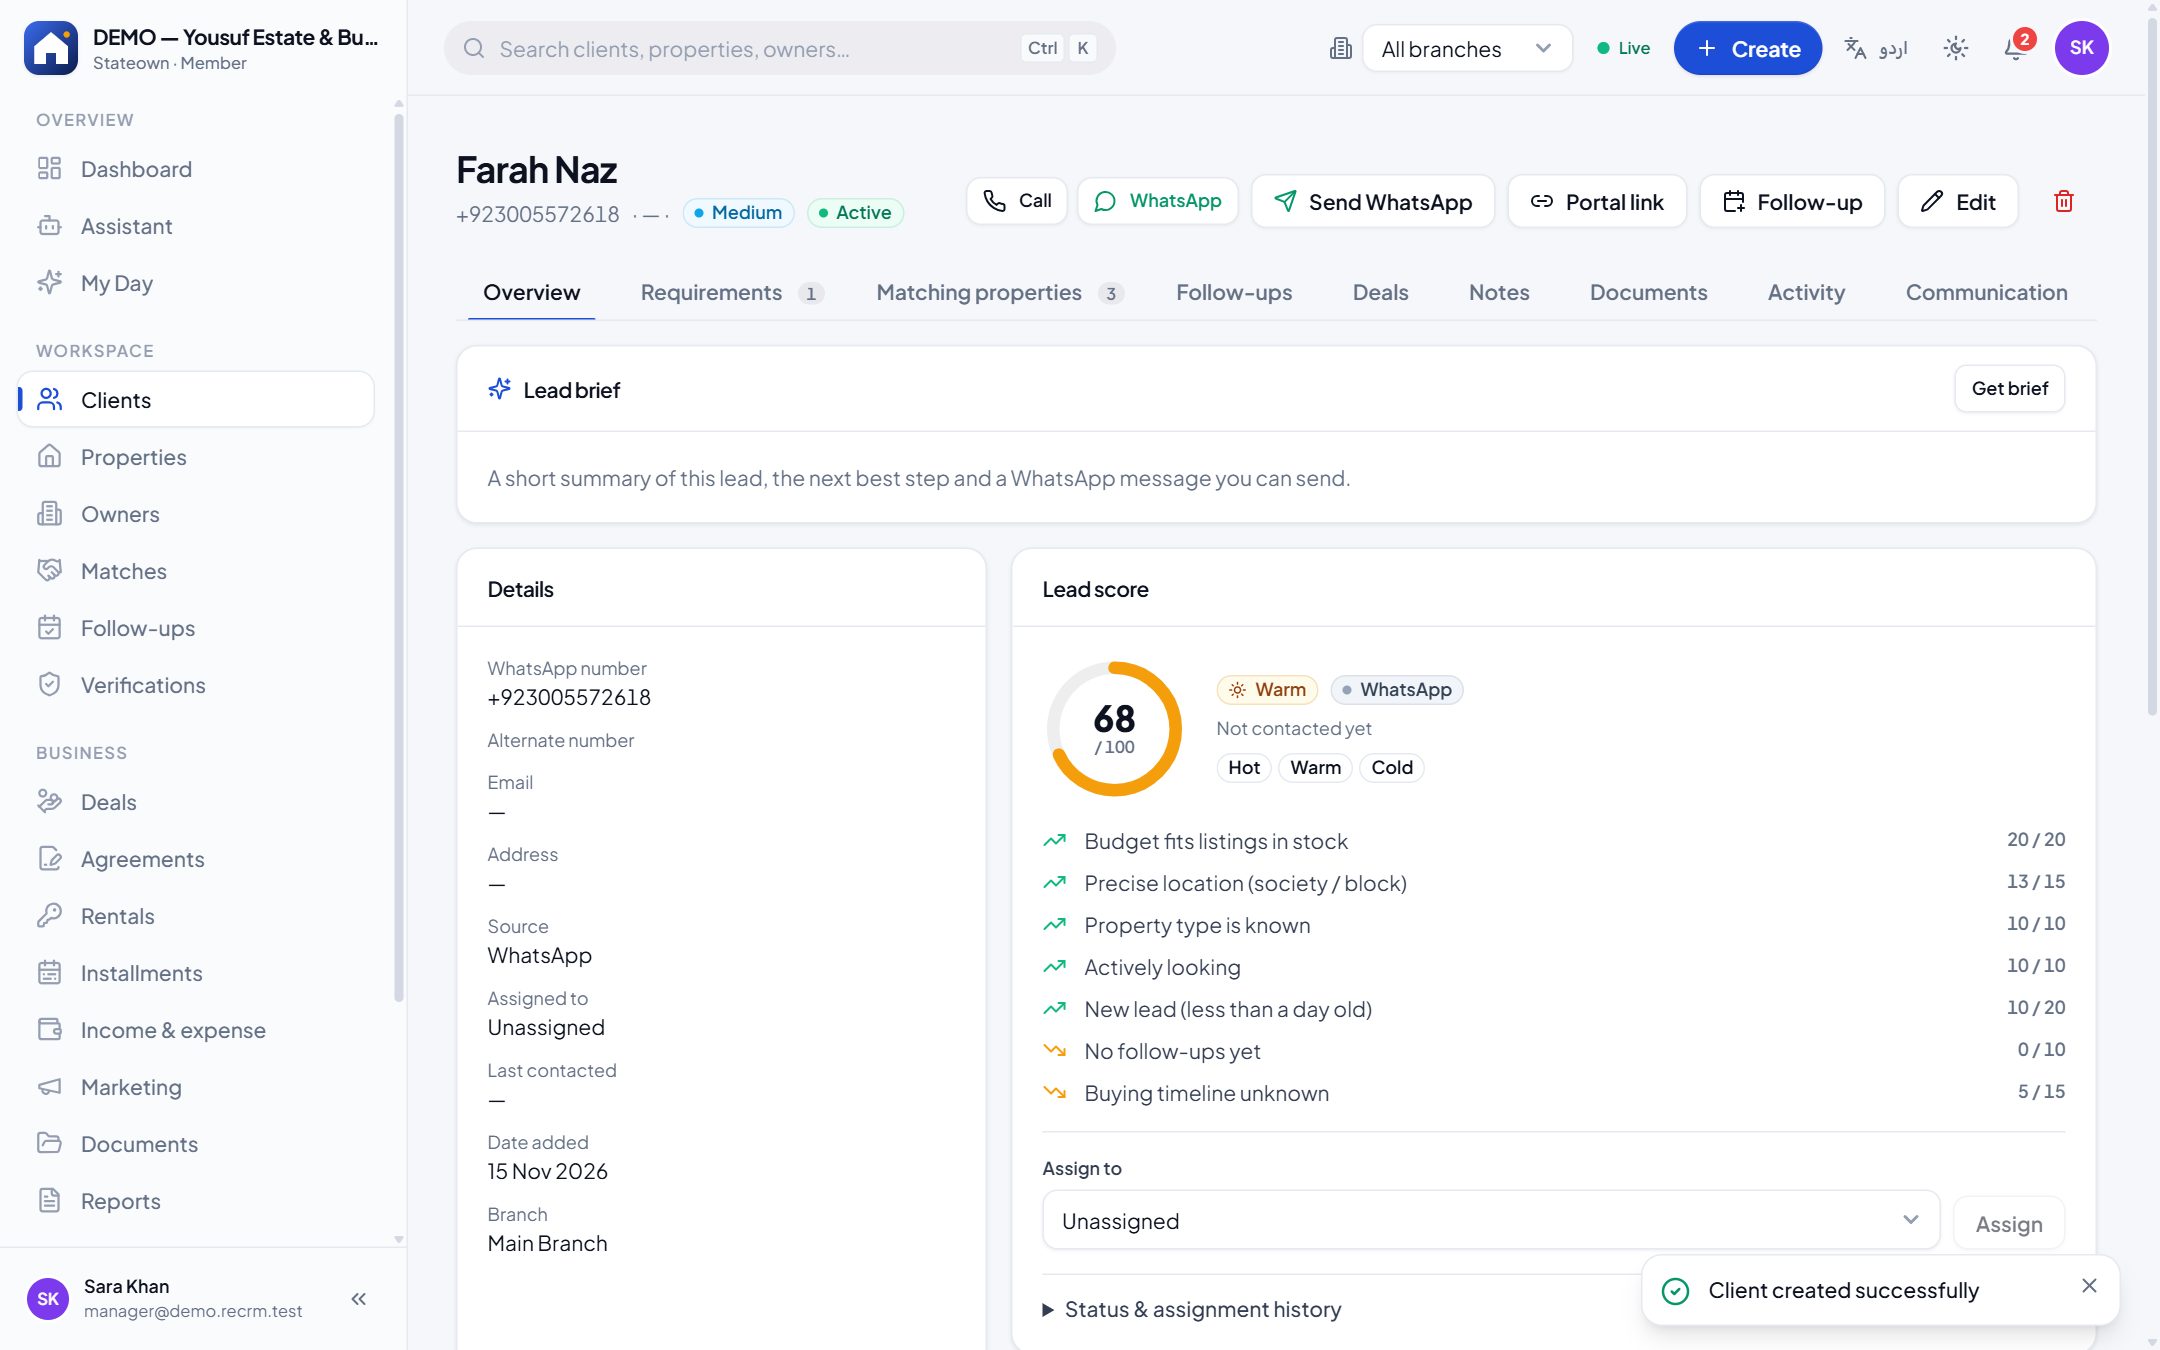 DEMO — Yousuf Estate & Bu...
Stateown · Member
Search clients, properties, owners...
Ctrl K
All branches
Live
Create
اردو
2
SK
OVERVIEW
Dashboard
Assistant
My Day
WORKSPACE
Clients
Properties
Owners
Matches
Follow-ups
Verifications
BUSINESS
Deals
Agreements
Rentals
Installments
Income & expense
Marketing
Documents
Reports
SK
Sara Khan
manager@demo.recrm.test
Farah Naz
+923005572618 · — · Medium Active
Call
WhatsApp
Send WhatsApp
Portal link
Follow-up
Edit
Overview
Requirements 1
Matching properties 3
Follow-ups
Deals
Notes
Documents
Activity
Communication
Lead brief
Get brief
A short summary of this lead, the next best step and a WhatsApp message you can send.
Details
WhatsApp number
+923005572618
Alternate number
Email
—
Address
—
Source
WhatsApp
Assigned to
Unassigned
Last contacted
—
Date added
15 Nov 2026
Branch
Main Branch
Lead score
68
/ 100
Warm WhatsApp
Not contacted yet
Hot Warm Cold
Budget fits listings in stock 20 / 20
Precise location (society / block) 13 / 15
Property type is known 10 / 10
Actively looking 10 / 10
New lead (less than a day old) 10 / 20
No follow-ups yet 0 / 10
Buying timeline unknown 5 / 15
Assign to
Unassigned
Assign
Status & assignment history
Client created successfully